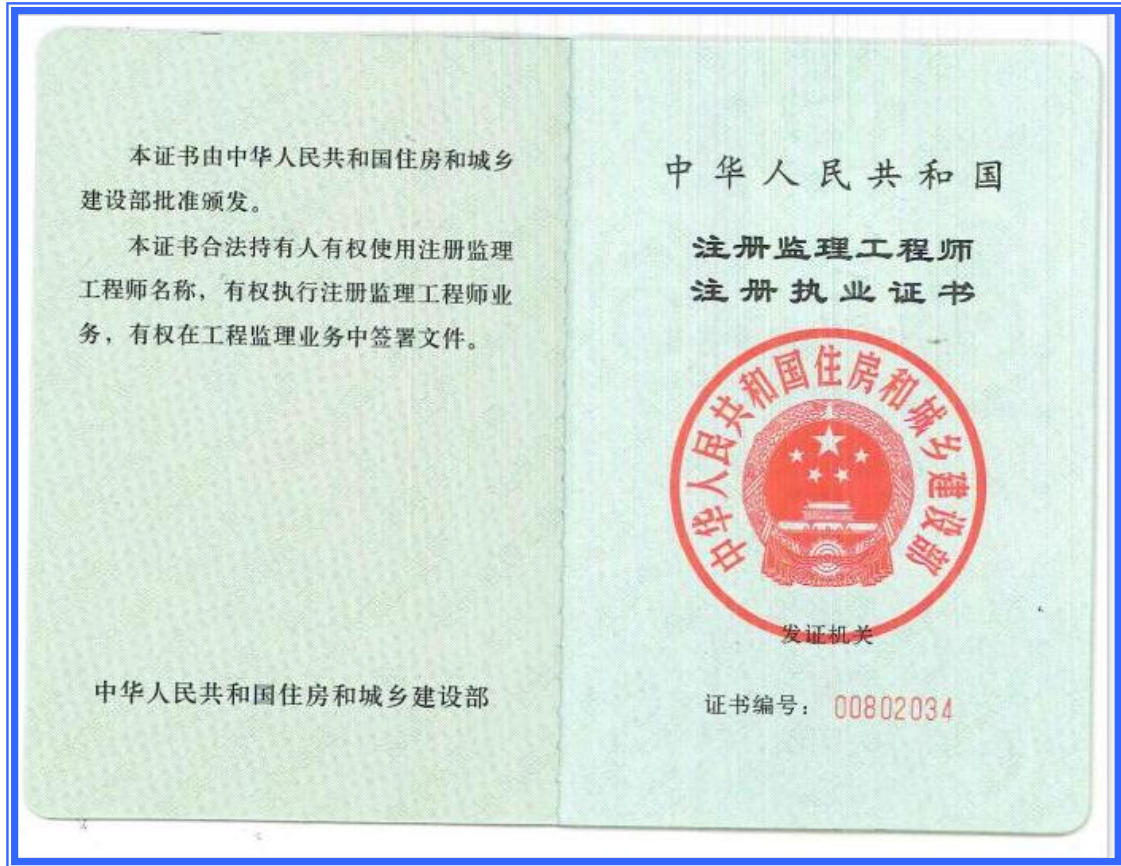 本证书由中华人民共和国住房和城乡
建设部批准颁发。
本证书合法持有人有权使用注册监理
工程师名称，有权执行注册监理工程师业
务，有权在工程监理业务中签署文件。
中华人民共和国住房和城乡建设部
中华人民共和国
注册监理工程师
注册执业证书
中华人民共和国住房和城乡建设部
发证机关
证书编号：00802034